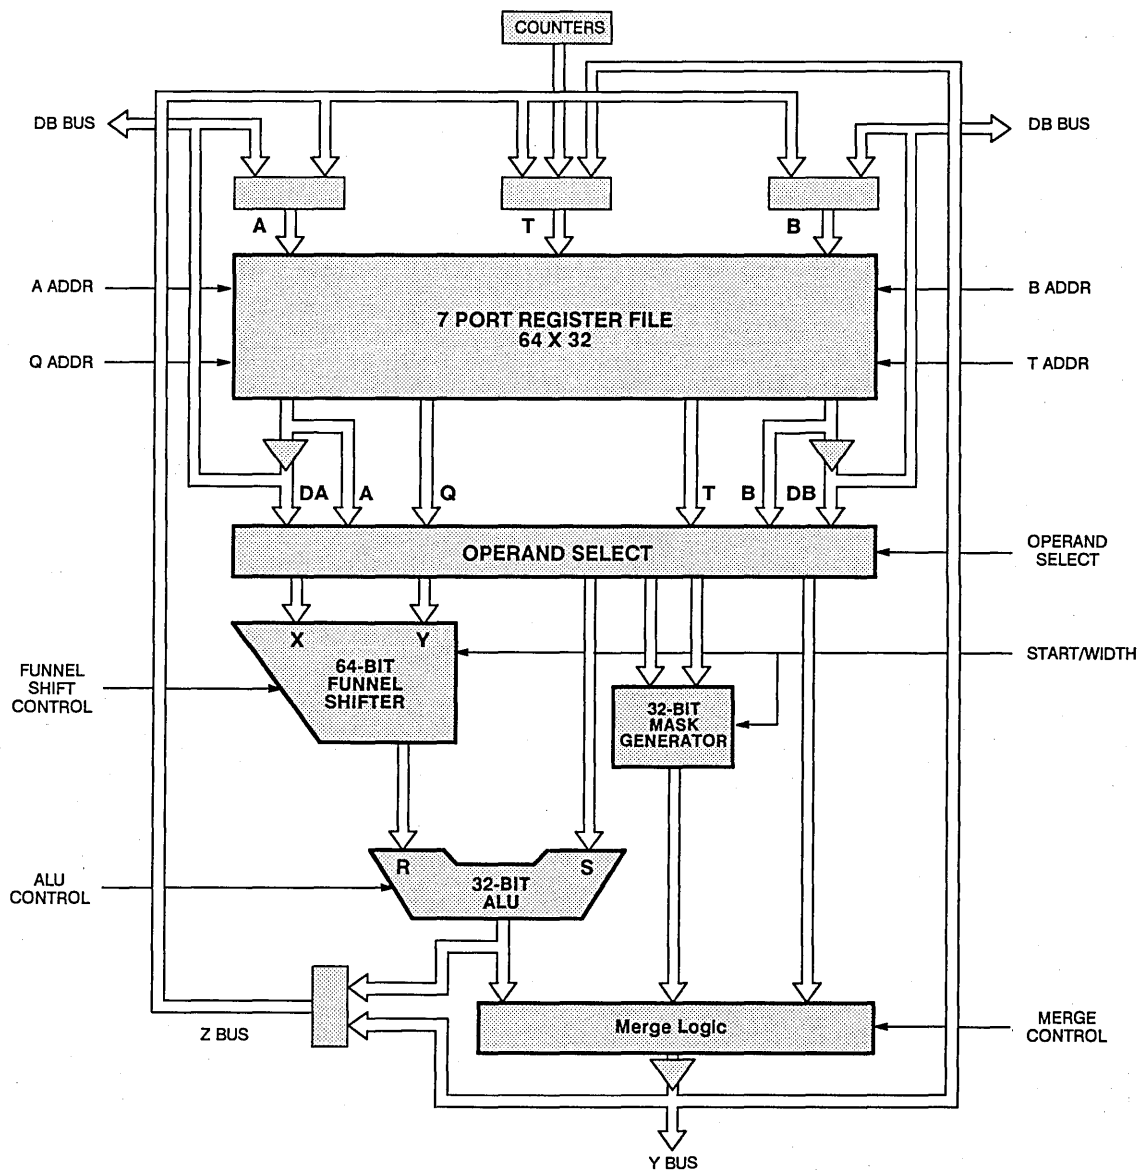 COUNTERS
DB BUS
DB BUS
A
T
B
A ADDR
B ADDR
7 PORT REGISTER FILE
64 X 32
Q ADDR
T ADDR
DA
A
Q
T
B
DB
OPERAND SELECT
OPERAND
SELECT
X
Y
64-BIT
FUNNEL
SHIFTER
START/WIDTH
FUNNEL
SHIFT
CONTROL
32-BIT
MASK
GENERATOR
R
S
32-BIT
ALU
ALU
CONTROL
Z BUS
Merge Logic
MERGE
CONTROL
Y BUS